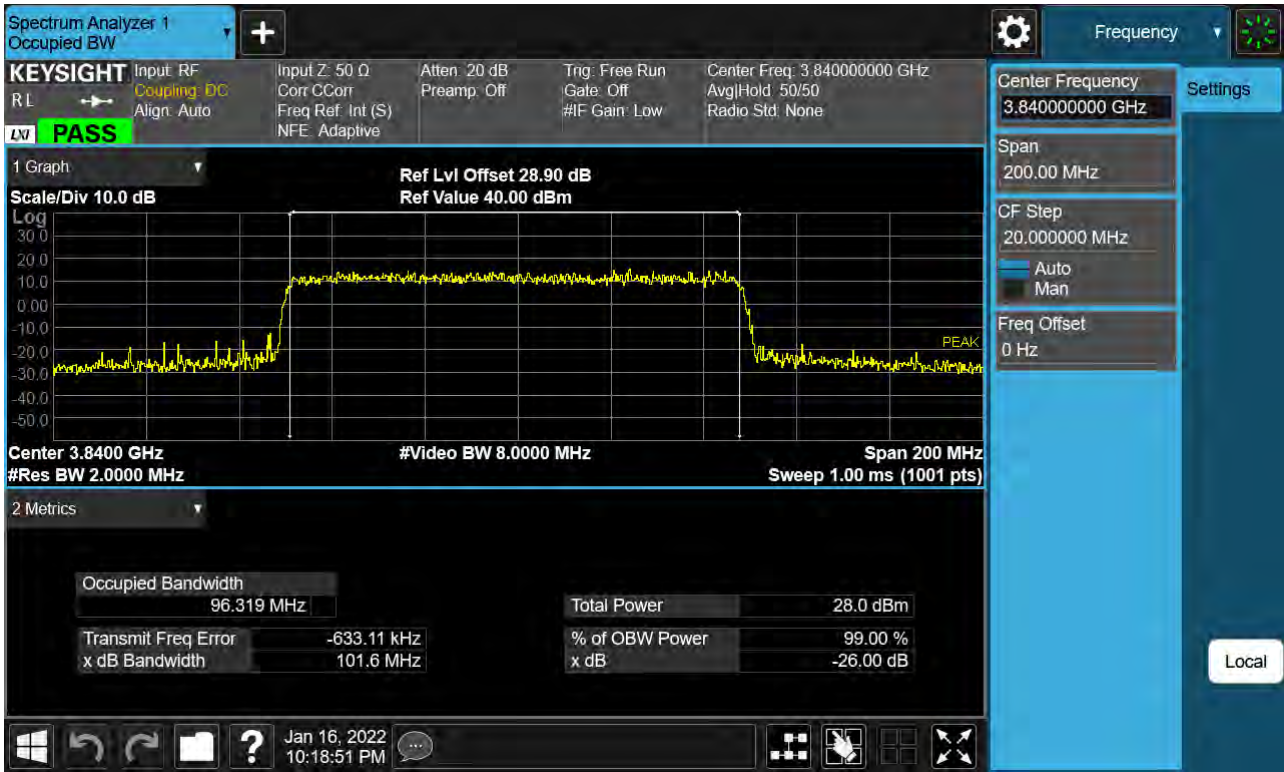 Spectrum Analyzer 1
Occupied BW
+
Frequency
KEYSIGHT
RL
LXI PASS
Input: RF
Coupling: DC
Align: Auto
Input Z: 50 Ω
Corr CCorr
Freq Ref: Int (S)
NFE: Adaptive
Atten: 20 dB
Preamp: Off
Trig: Free Run
Gate: Off
#IF Gain: Low
Center Freq: 3.840000000 GHz
Avg|Hold: 50/50
Radio Std: None
Center Frequency
3.840000000 GHz
Settings
Span
200.00 MHz
CF Step
20.000000 MHz
Auto
Man
Freq Offset
0 Hz
Local
1 Graph
Scale/Div 10.0 dB
Ref Lvl Offset 28.90 dB
Ref Value 40.00 dBm
Log
30.0
20.0
10.0
0.00
-10.0
-20.0
-30.0
-40.0
-50.0
PEAK
Center 3.8400 GHz
#Video BW 8.0000 MHz
Span 200 MHz
#Res BW 2.0000 MHz
Sweep 1.00 ms (1001 pts)
2 Metrics
Occupied Bandwidth
96.319 MHz
Total Power 28.0 dBm
Transmit Freq Error -633.11 kHz
% of OBW Power 99.00 %
x dB Bandwidth 101.6 MHz
x dB -26.00 dB
?
Jan 16, 2022
10:18:51 PM